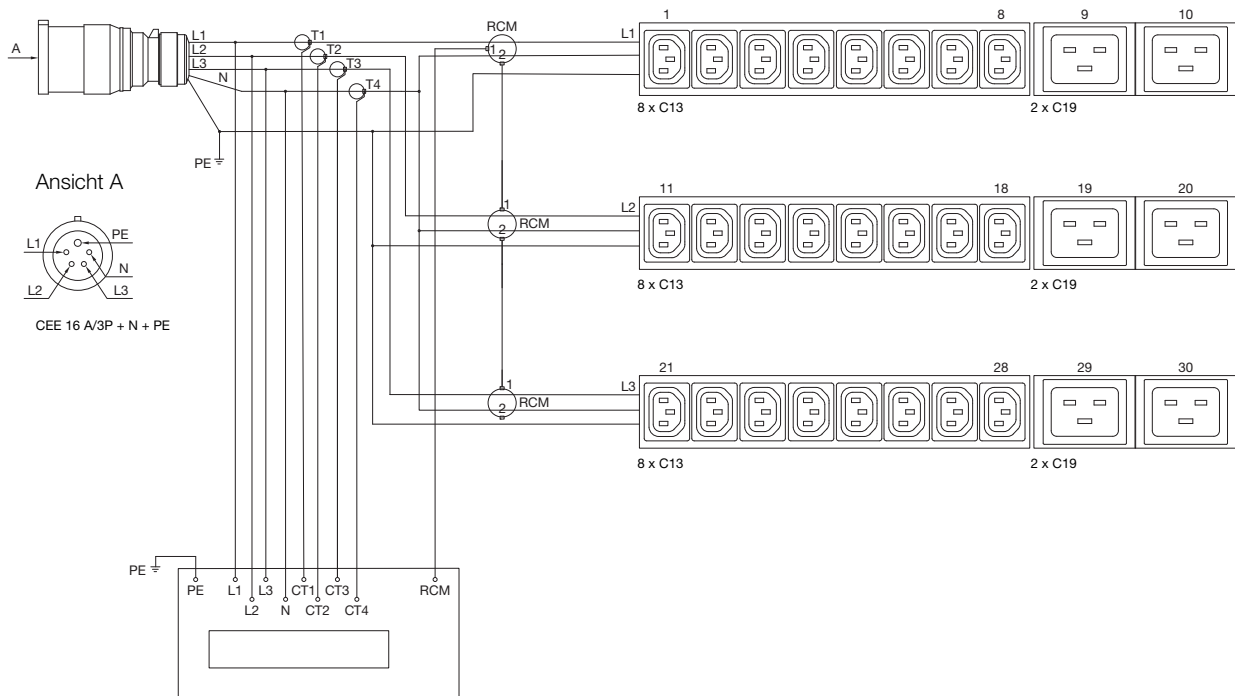 A
L1
L2
L3
N
PE
T1
T2
T3
T4
RCM
1
2
L1
1
8
9
10
8 x C13
2 x C19
Ansicht A
L1
PE
N
L2
L3
CEE 16 A/3P + N + PE
1
2
RCM
L2
11
18
19
20
8 x C13
2 x C19
1
2
RCM
L3
21
28
29
30
8 x C13
2 x C19
PE
PE
L1
L3
CT1
CT3
RCM
L2
N
CT2
CT4